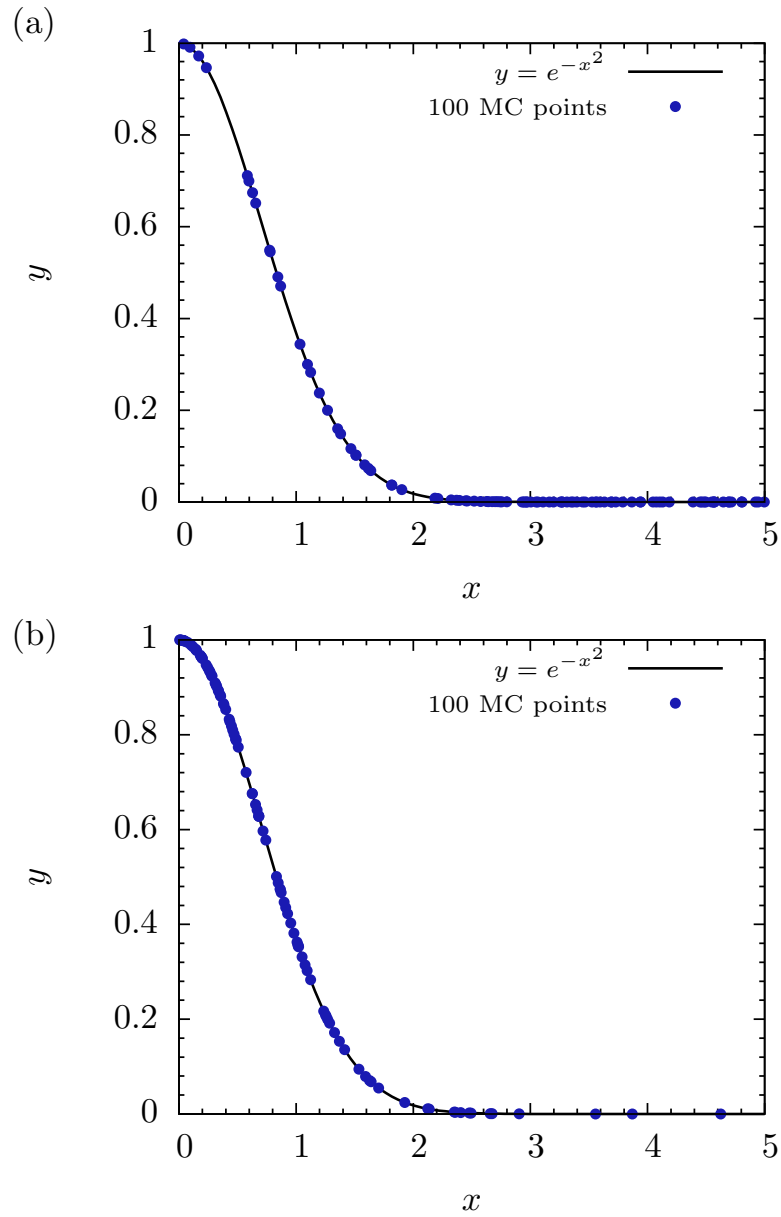 (a)
1
0.8
0.6
0.4
0.2
0
y
y = e^{-x^2}
100 MC points
0 1 2 3 4 5
x
(b)
1
0.8
0.6
0.4
0.2
0
y
y = e^{-x^2}
100 MC points
0 1 2 3 4 5
x